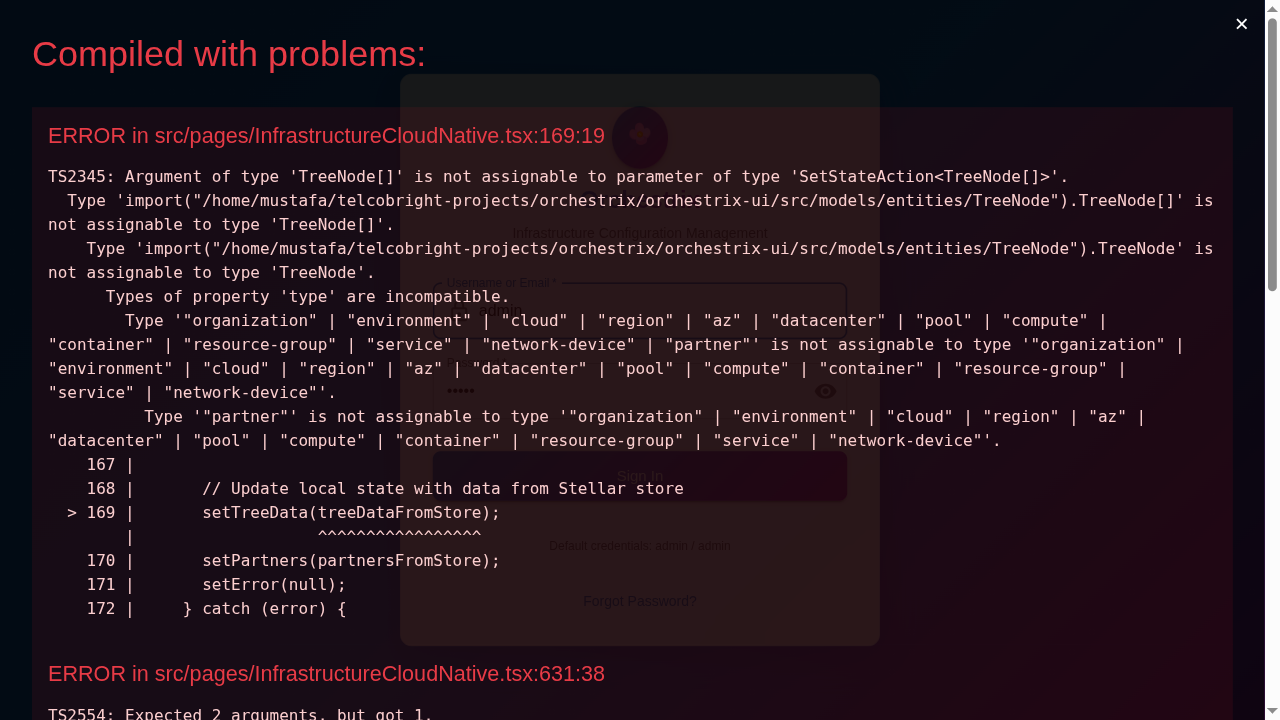 ×
Compiled with problems:
ERROR in src/pages/InfrastructureCloudNative.tsx:169:19
TS2345: Argument of type 'TreeNode[]' is not assignable to parameter of type 'SetStateAction<TreeNode[]>'.
Type 'import("/home/mustafa/telcobright-projects/orchestrix/orchestrix-ui/src/models/entities/TreeNode").TreeNode[]' is
not assignable to type 'TreeNode[]'.
Infrastructure Configuration Management
Type 'import("/home/mustafa/telcobright-projects/orchestrix/orchestrix-ui/src/models/entities/TreeNode").TreeNode' is
not assignable to type 'TreeNode'.
Username or Email *
Types of property 'type' are incompatible.
admin
Type '"organization" | "environment" | "cloud" | "region" | "az" | "datacenter" | "pool" | "compute" |
"container" | "resource-group" | "service" | "network-device" | "partner"' is not assignable to type '"organization" |
"environment" | "cloud" | "region" | "az" | "datacenter" | "pool" | "compute" | "container" | "resource-group" |
"service" | "network-device"'.
•••••
Type '"partner"' is not assignable to type '"organization" | "environment" | "cloud" | "region" | "az" |
"datacenter" | "pool" | "compute" | "container" | "resource-group" | "service" | "network-device"'.
167 |
Sign In
168 |       // Update local state with data from Stellar store
> 169 |       setTreeData(treeDataFromStore);
|                   ^^^^^^^^^^^^^^^^^
Default credentials: admin / admin
170 |       setPartners(partnersFromStore);
171 |       setError(null);
Forgot Password?
172 |     } catch (error) {
ERROR in src/pages/InfrastructureCloudNative.tsx:631:38
TS2554: Expected 2 arguments, but got 1.